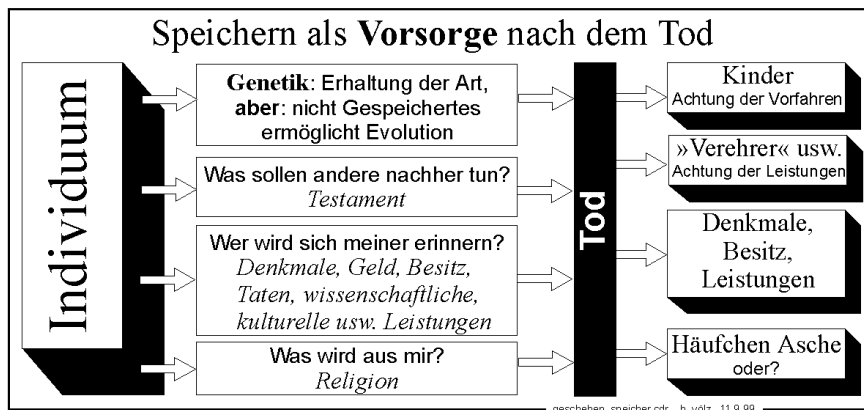 Speichern als Vorsorge nach dem Tod
Individuum
Genetik: Erhaltung der Art,
aber: nicht Gespeichertes
ermöglicht Evolution
Was sollen andere nachher tun?
Testament
Wer wird sich meiner erinnern?
Denkmale, Geld, Besitz,
Taten, wissenschaftliche,
kulturelle usw. Leistungen
Was wird aus mir?
Religion
Tod
Kinder
Achtung der Vorfahren
»Verehrer« usw.
Achtung der Leistungen
Denkmale,
Besitz,
Leistungen
Häufchen Asche
oder?
geschehen_speicher.cdr h. völz 11.9.99